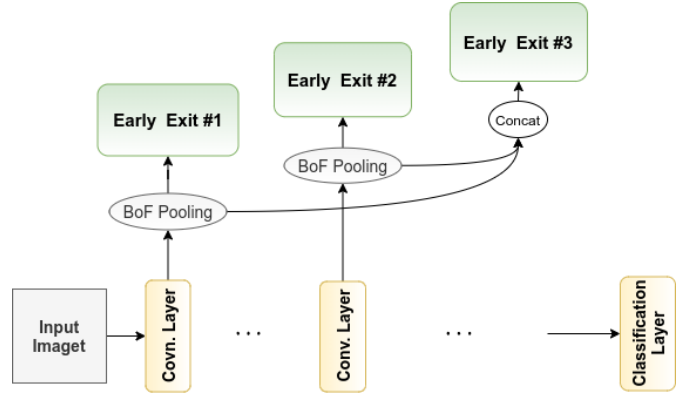 Early Exit #3
Early Exit #2
Early Exit #1
Concat
BoF Pooling
BoF Pooling
Input
Imaget
Covn. Layer
. . .
Conv. Layer
. . .
Classification
Layer